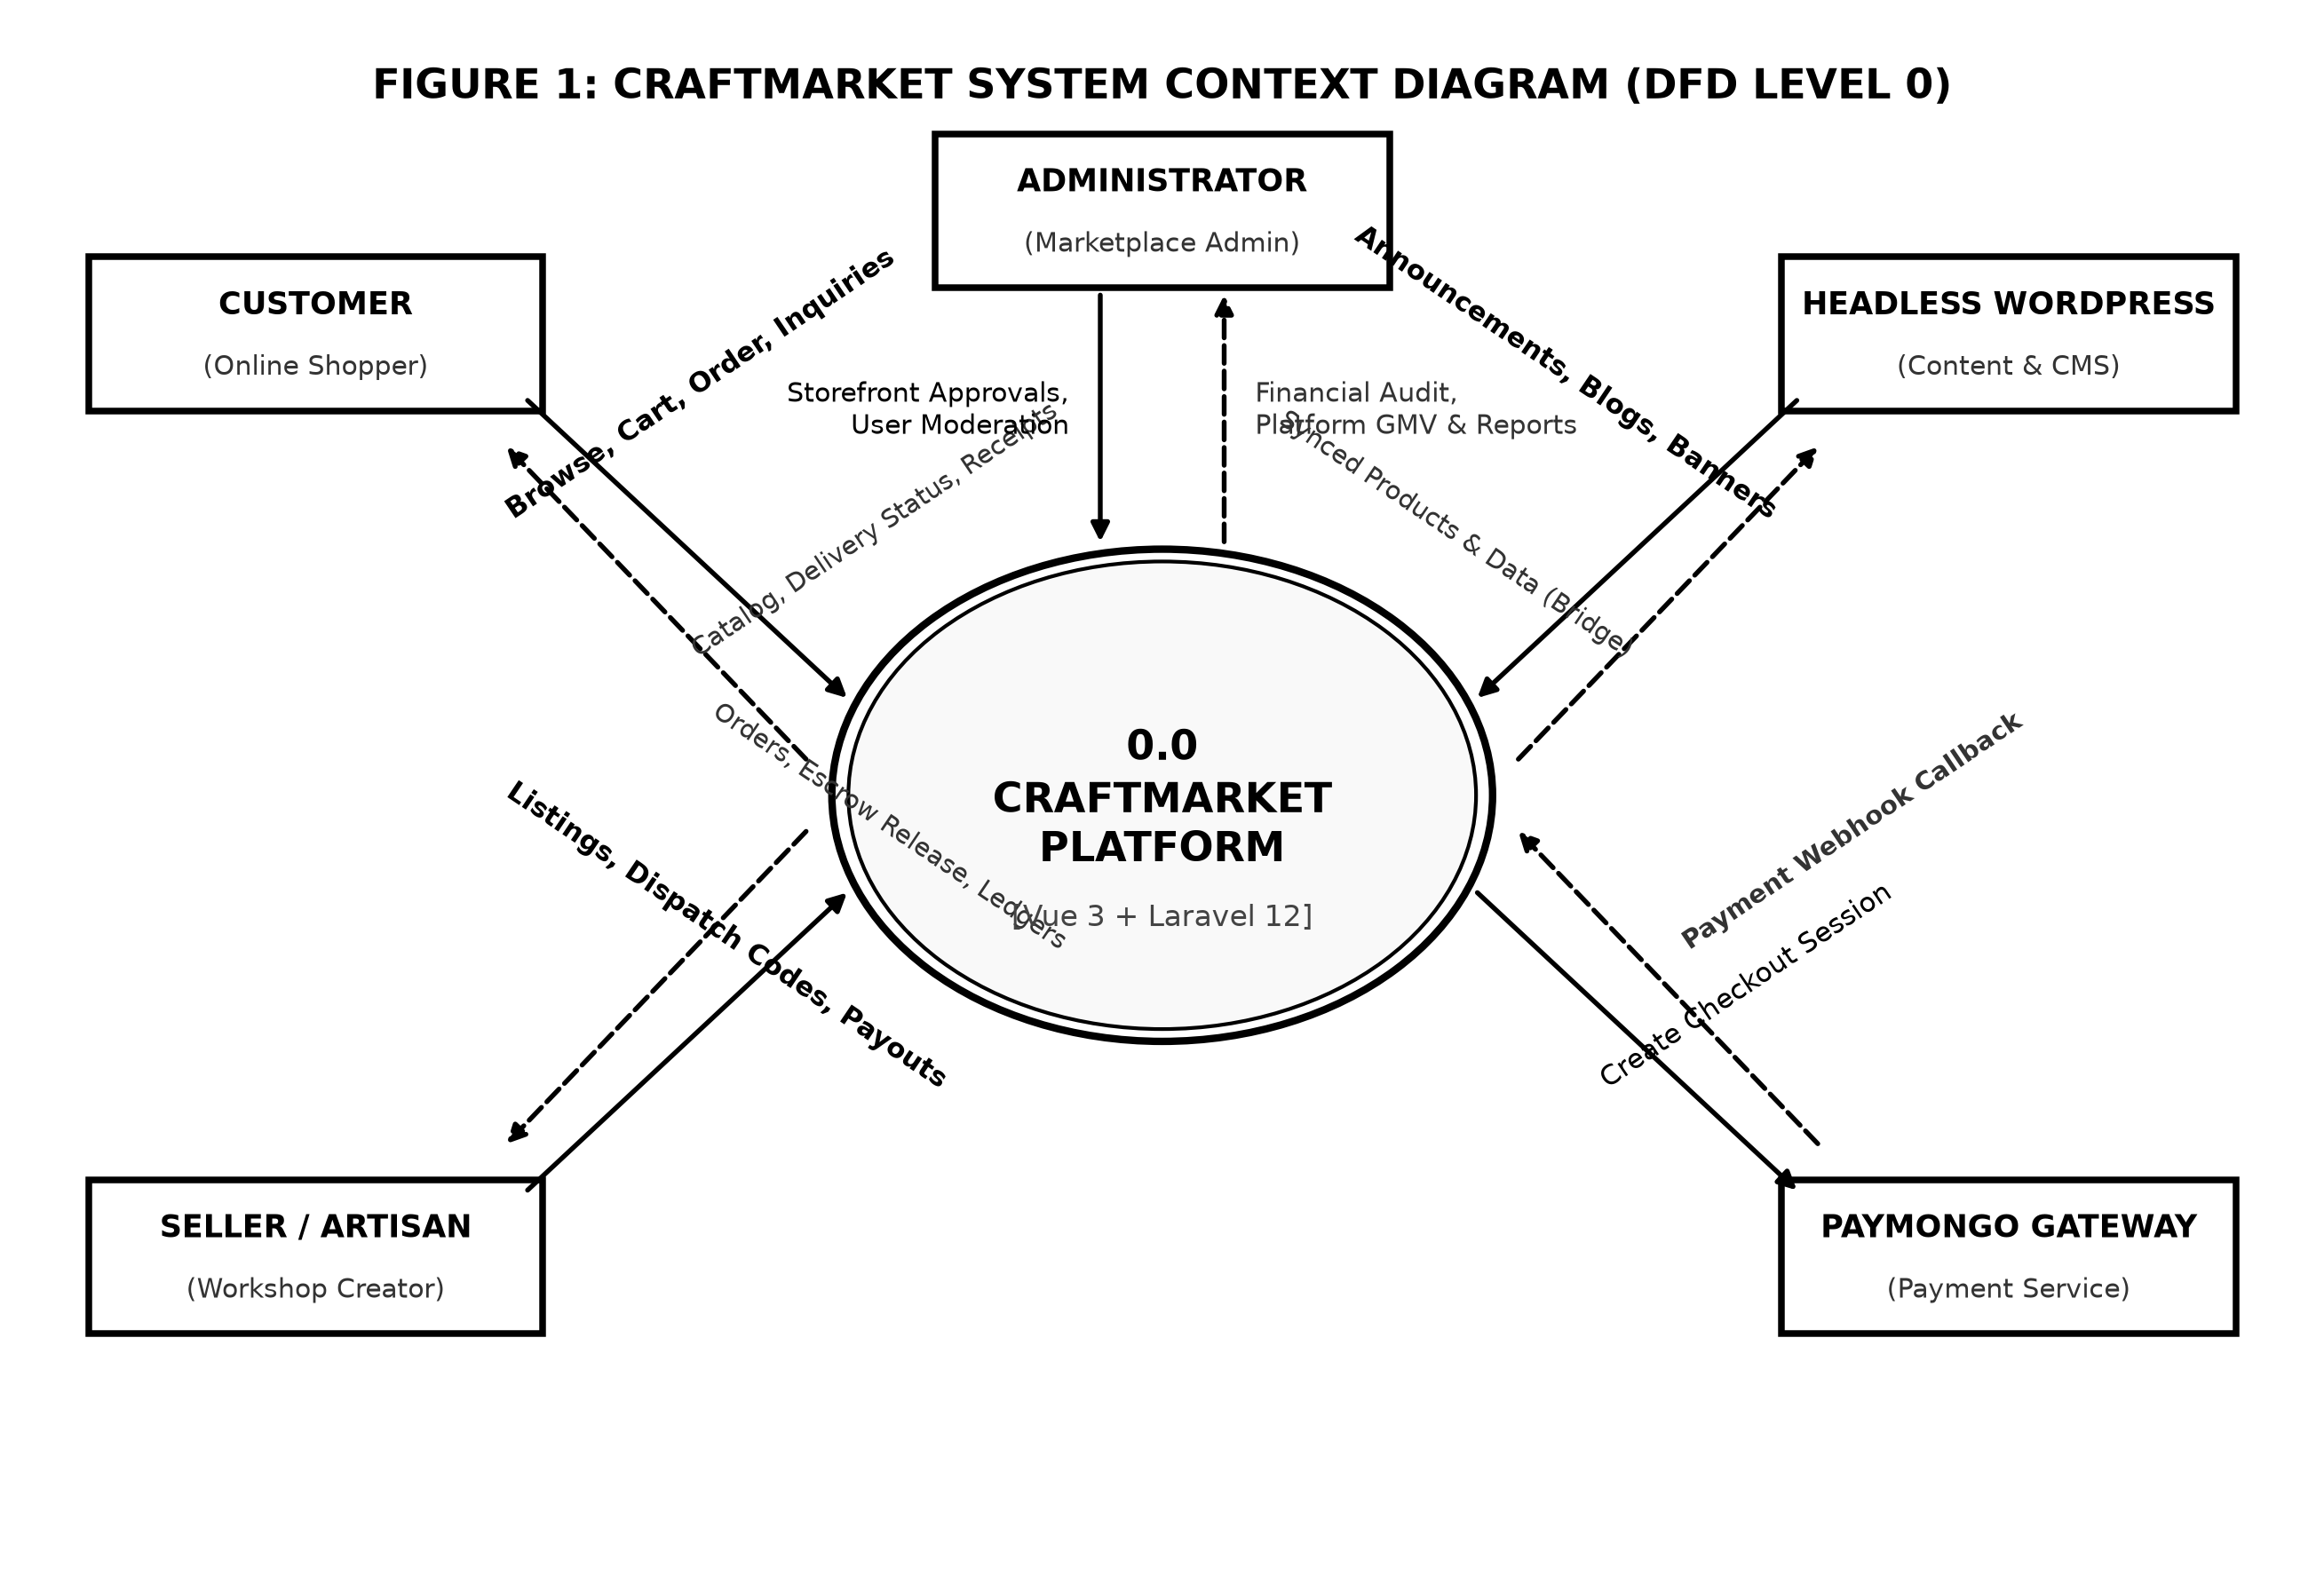 FIGURE 1: CRAFTMARKET SYSTEM CONTEXT DIAGRAM (DFD LEVEL 0)
ADMINISTRATOR
(Marketplace Admin)
CUSTOMER
(Online Shopper)
HEADLESS WORDPRESS
(Content & CMS)
Browse, Cart, Order, Inquiries
Announcements, Blogs, Banners
Storefront Approvals,
User Moderation
Financial Audit,
Platform GMV & Reports
Catalog, Delivery Status, Receipts
Synced Products & Data (Bridge)
0.0
CRAFTMARKET
PLATFORM
[Vue 3 + Laravel 12]
Orders, Escrow Release, Ledgers
Listings, Dispatch Codes, Payouts
Payment Webhook Callback
Create Checkout Session
SELLER / ARTISAN
(Workshop Creator)
PAYMONGO GATEWAY
(Payment Service)